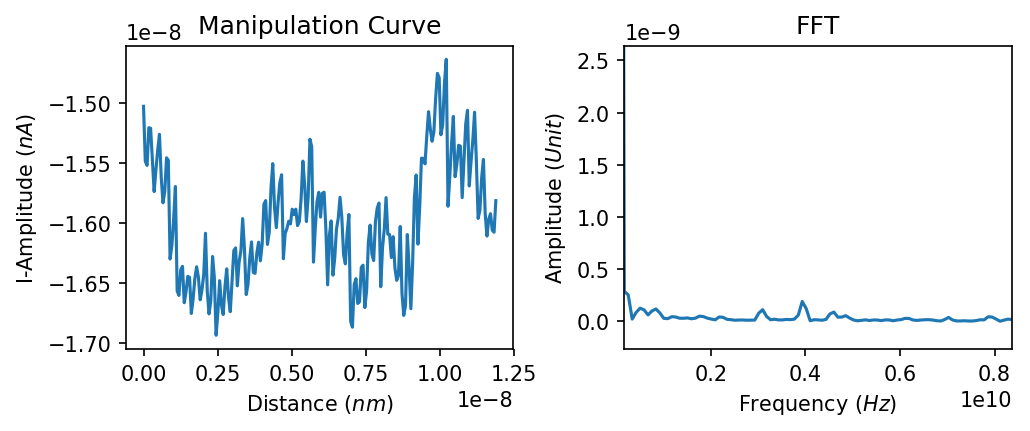 Manipulation Curve
1e−8
I-Amplitude (nA)
−1.50
−1.55
−1.60
−1.65
−1.70
0.00 0.25 0.50 0.75 1.00 1.25
1e−8
Distance (nm)
FFT
1e−9
Amplitude (Unit)
2.5
2.0
1.5
1.0
0.5
0.0
0.2 0.4 0.6 0.8
1e10
Frequency (Hz)